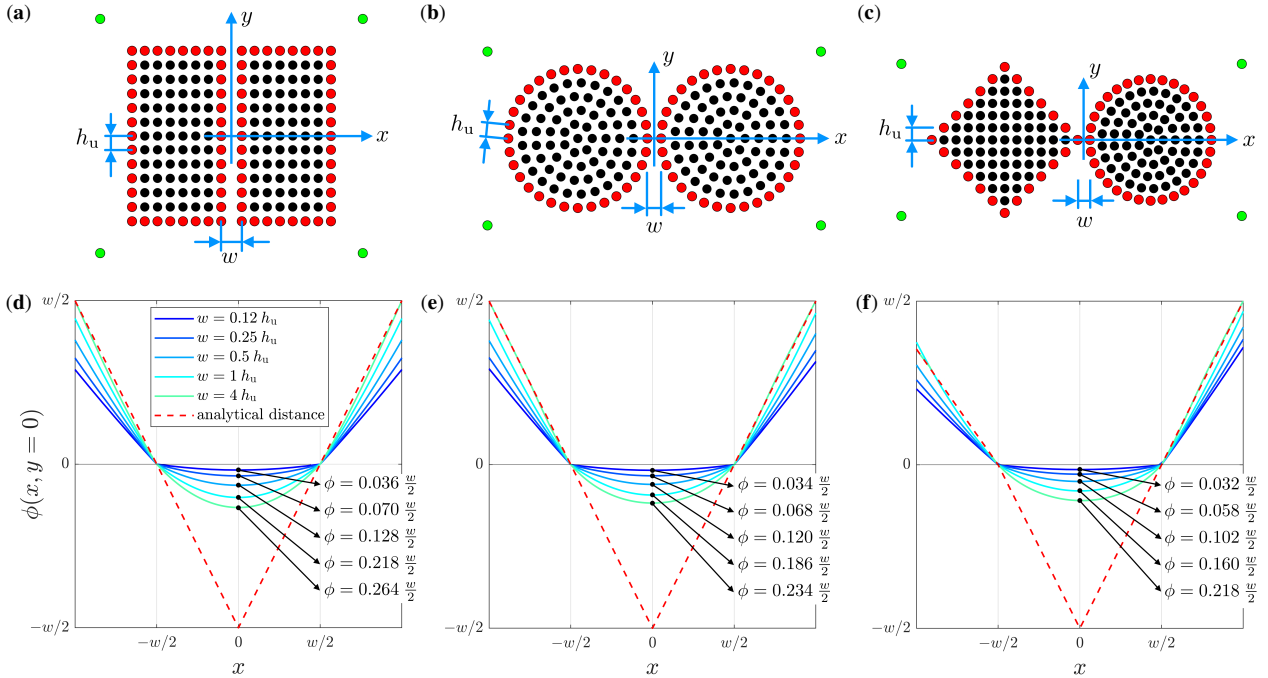 (a)
y
h_u
x
w
(b)
y
h_u
x
w
(c)
y
h_u
x
w
(d)
w/2
0
−w/2
ϕ(x, y = 0)
w = 0.12 h_u
w = 0.25 h_u
w = 0.5 h_u
w = 1 h_u
w = 4 h_u
analytical distance
ϕ = 0.036 w/2
ϕ = 0.070 w/2
ϕ = 0.128 w/2
ϕ = 0.218 w/2
ϕ = 0.264 w/2
−w/2 0 w/2
x
(e)
w/2
0
−w/2
ϕ = 0.034 w/2
ϕ = 0.068 w/2
ϕ = 0.120 w/2
ϕ = 0.186 w/2
ϕ = 0.234 w/2
−w/2 0 w/2
x
(f)
w/2
0
−w/2
ϕ = 0.032 w/2
ϕ = 0.058 w/2
ϕ = 0.102 w/2
ϕ = 0.160 w/2
ϕ = 0.218 w/2
−w/2 0 w/2
x